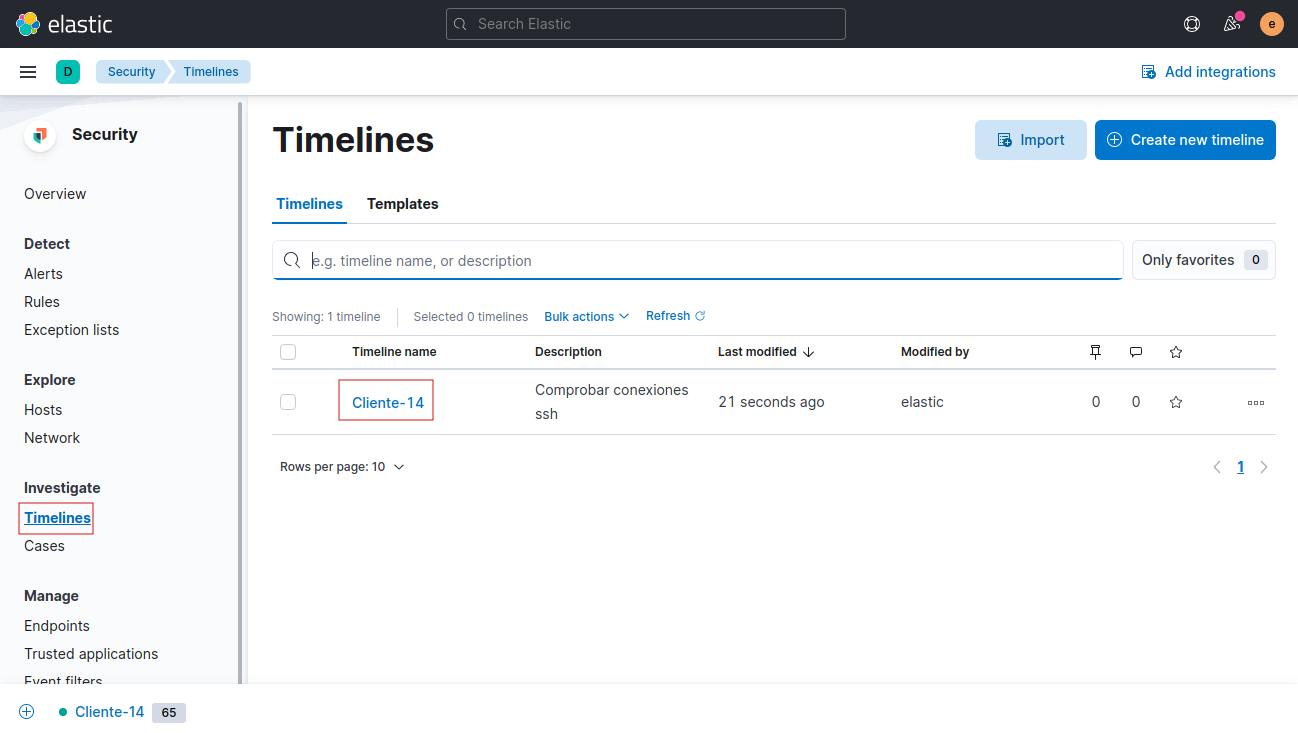 elastic
Search Elastic
e
D
Security
Timelines
Add integrations
Security
Overview
Detect
Alerts
Rules
Exception lists
Explore
Hosts
Network
Investigate
Timelines
Cases
Manage
Endpoints
Trusted applications
Event filters
Timelines
Import
Create new timeline
Timelines
Templates
e.g. timeline name, or description
Only favorites 0
Showing: 1 timeline
Selected 0 timelines
Bulk actions
Refresh
Timeline name
Description
Last modified
Modified by
Cliente-14
Comprobar conexiones
ssh
21 seconds ago
elastic
0
0
Rows per page: 10
1
Cliente-14 65